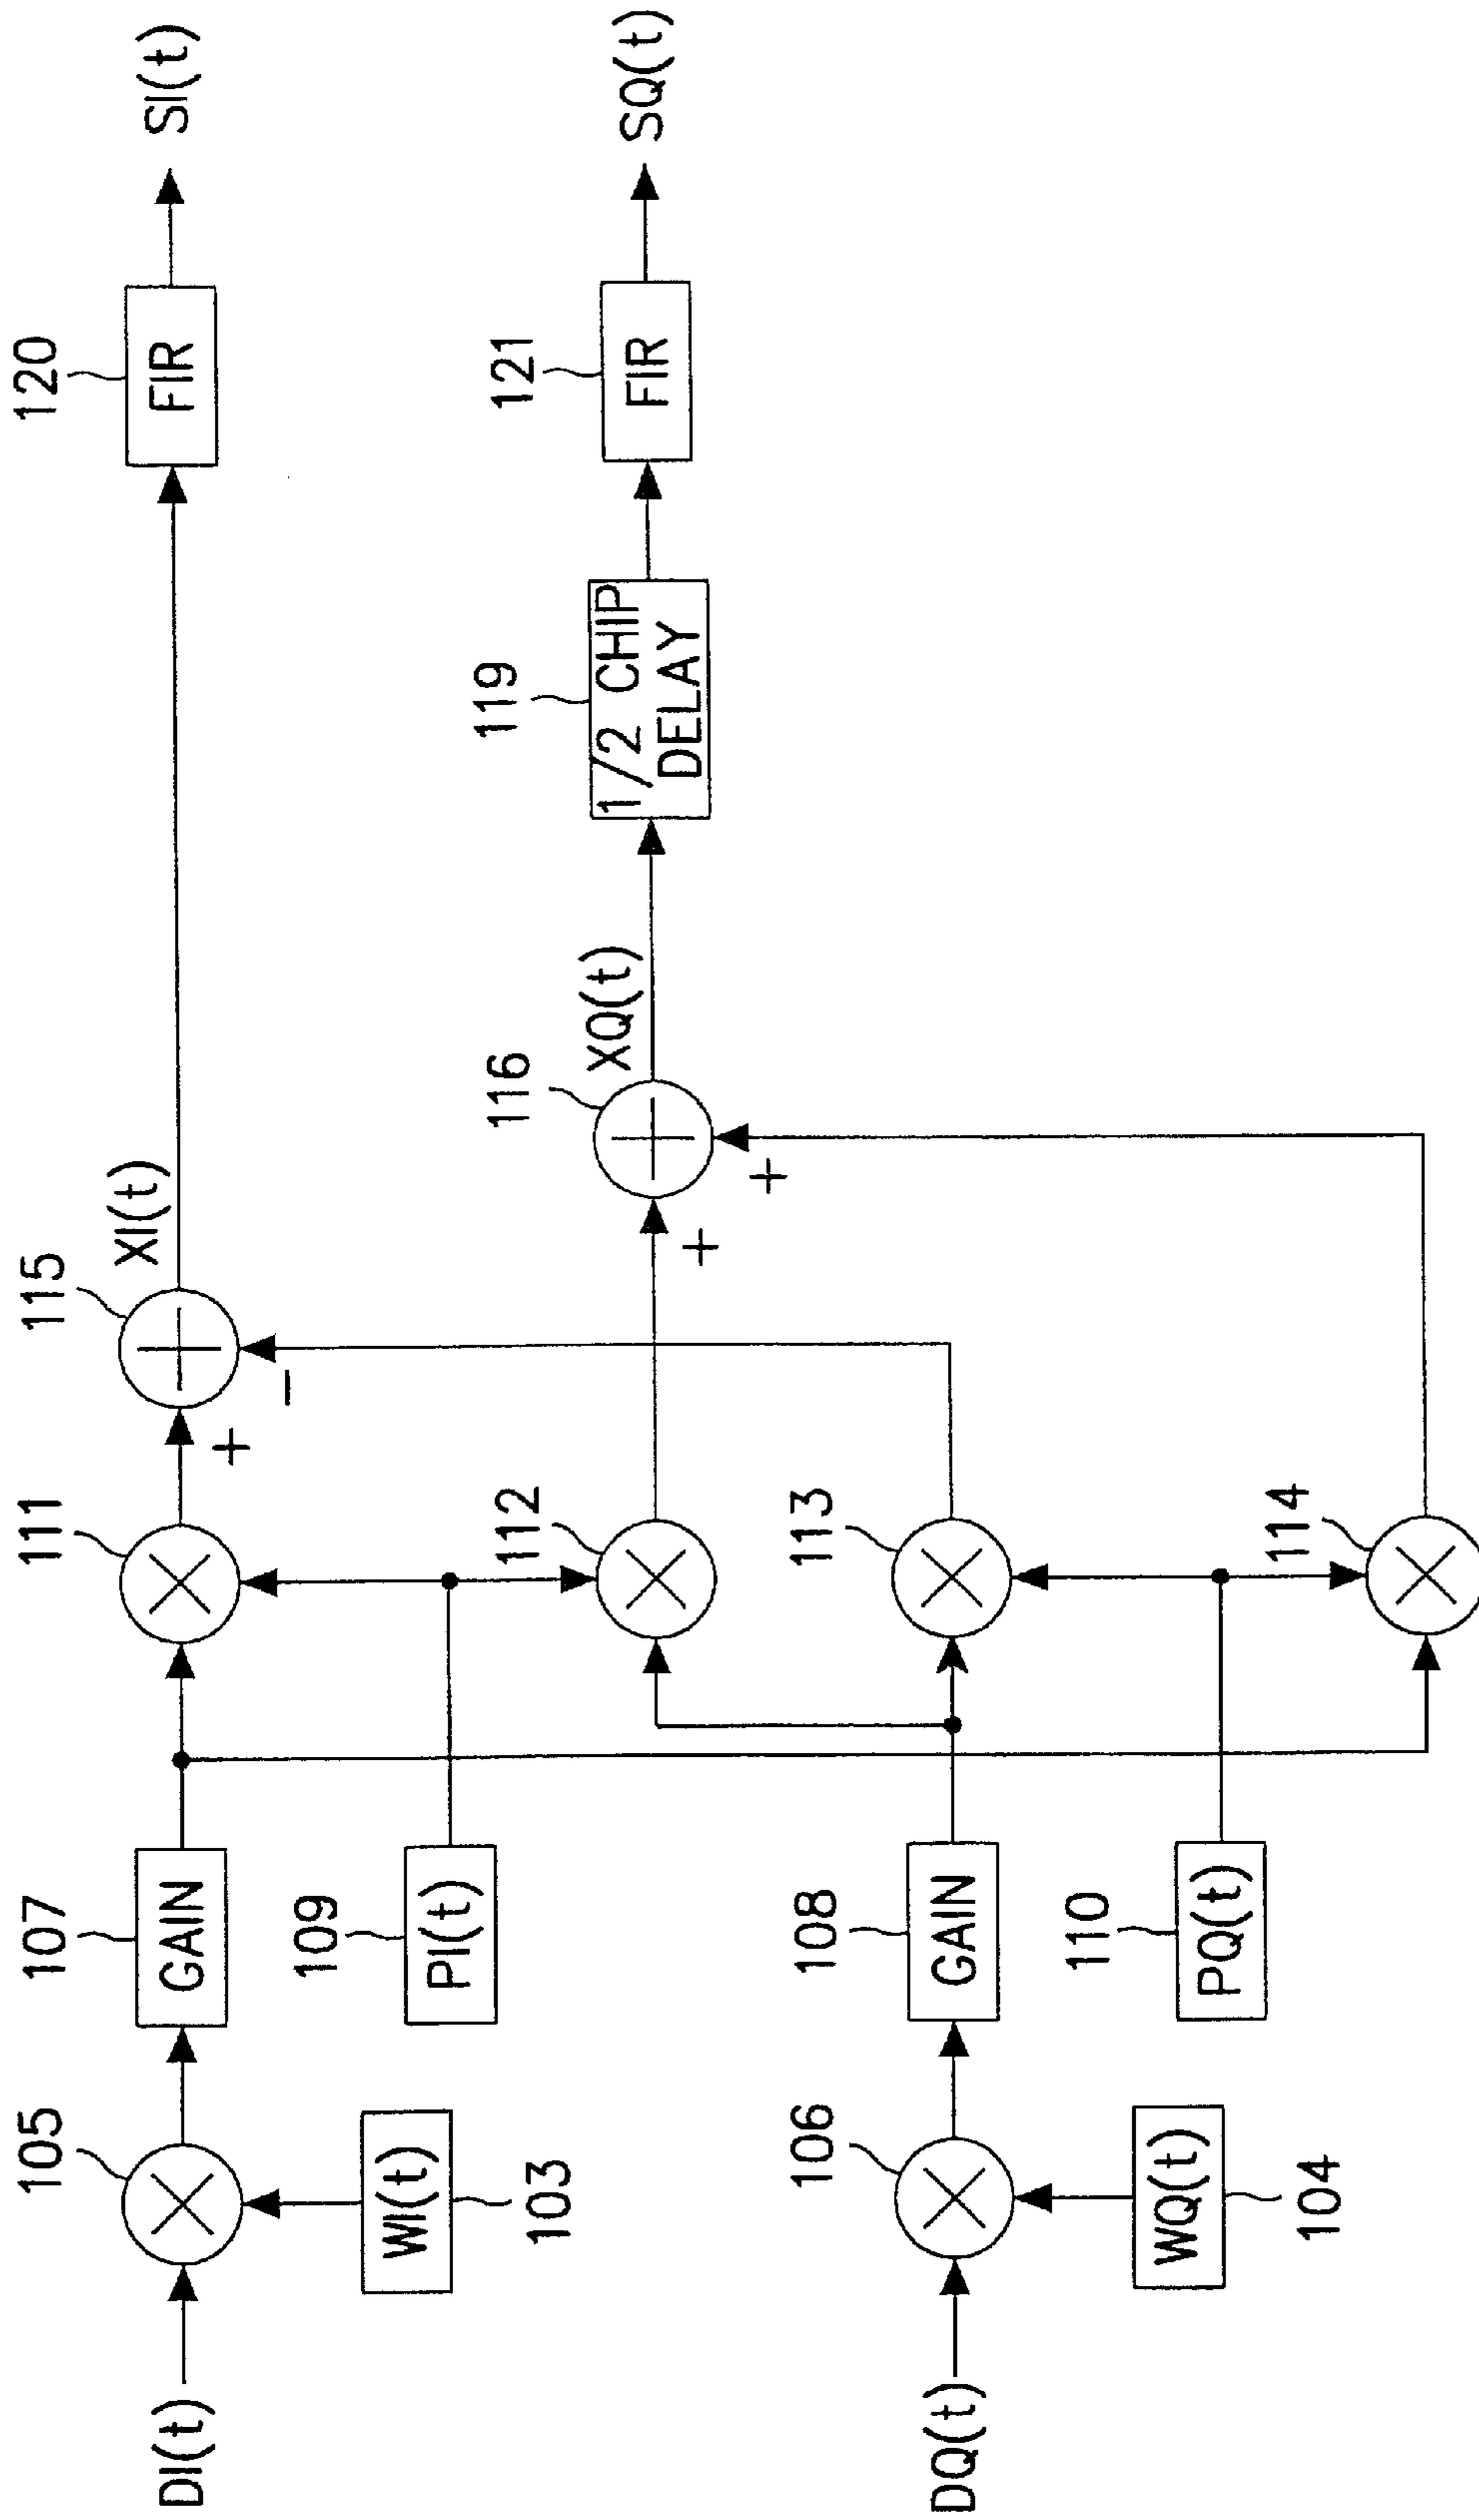 DI(t)
105
WI(t)
103
107
GAIN
109
PI(t)
111
112
+
−
115
XI(t)
120
FIR
SI(t)
DQ(t)
106
WQ(t)
104
108
GAIN
110
PQ(t)
113
114
+
+
116
XQ(t)
119
1/2 CHIP
DELAY
121
FIR
SQ(t)